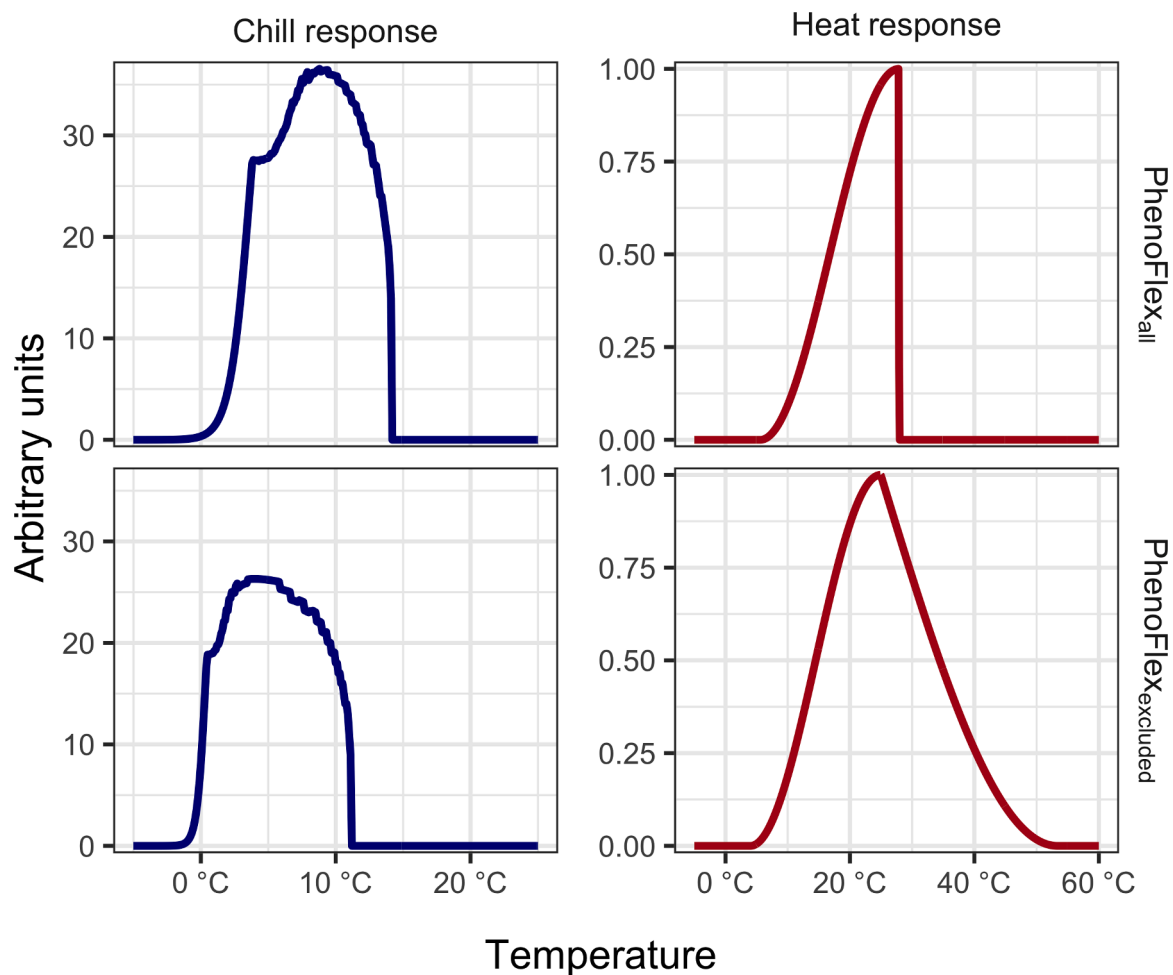 Chill response
Heat response
Arbitrary units
30
20
10
0
1.00
0.75
0.50
0.25
0.00
PhenoFlexall
30
20
10
0
1.00
0.75
0.50
0.25
0.00
PhenoFlexexcluded
0 °C
10 °C
20 °C
0 °C
20 °C
40 °C
60 °C
Temperature